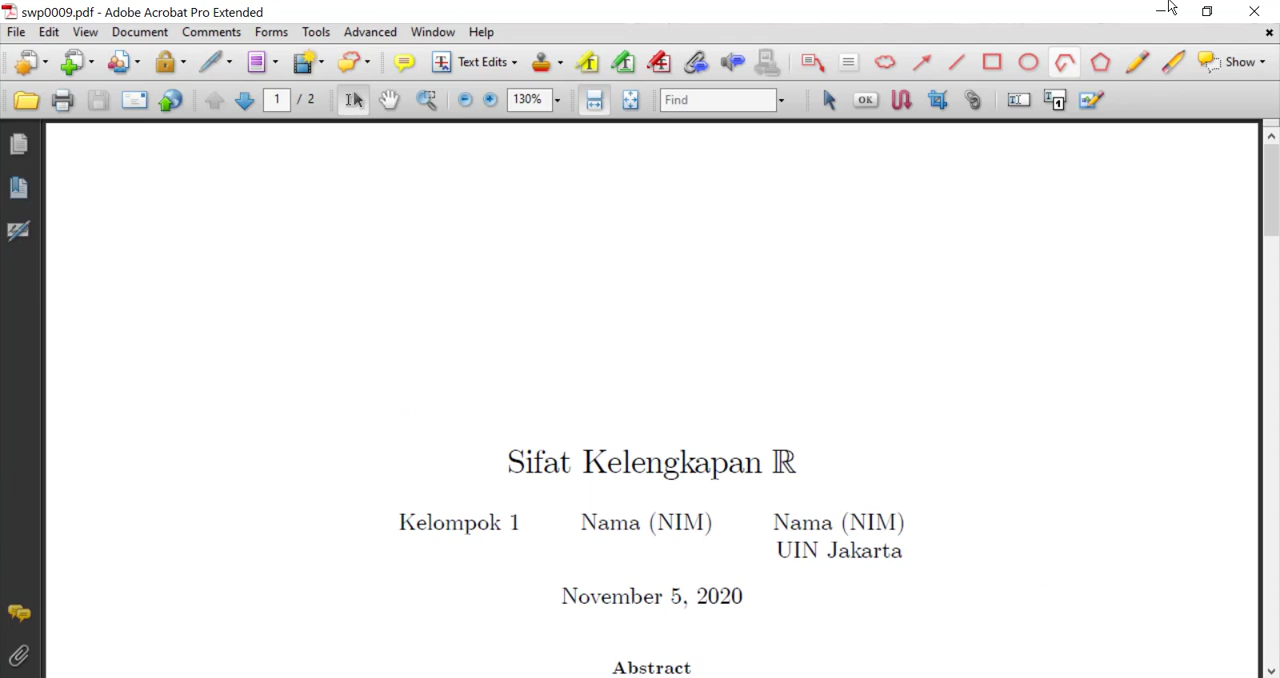 swp0009.pdf - Adobe Acrobat Pro Extended
File Edit View Document Comments Forms Tools Advanced Window Help
Text Edits Show
1 / 2 130% Find OK
Sifat Kelengkapan ℝ
Kelompok 1 Nama (NIM) Nama (NIM)
UIN Jakarta
November 5, 2020
Abstract